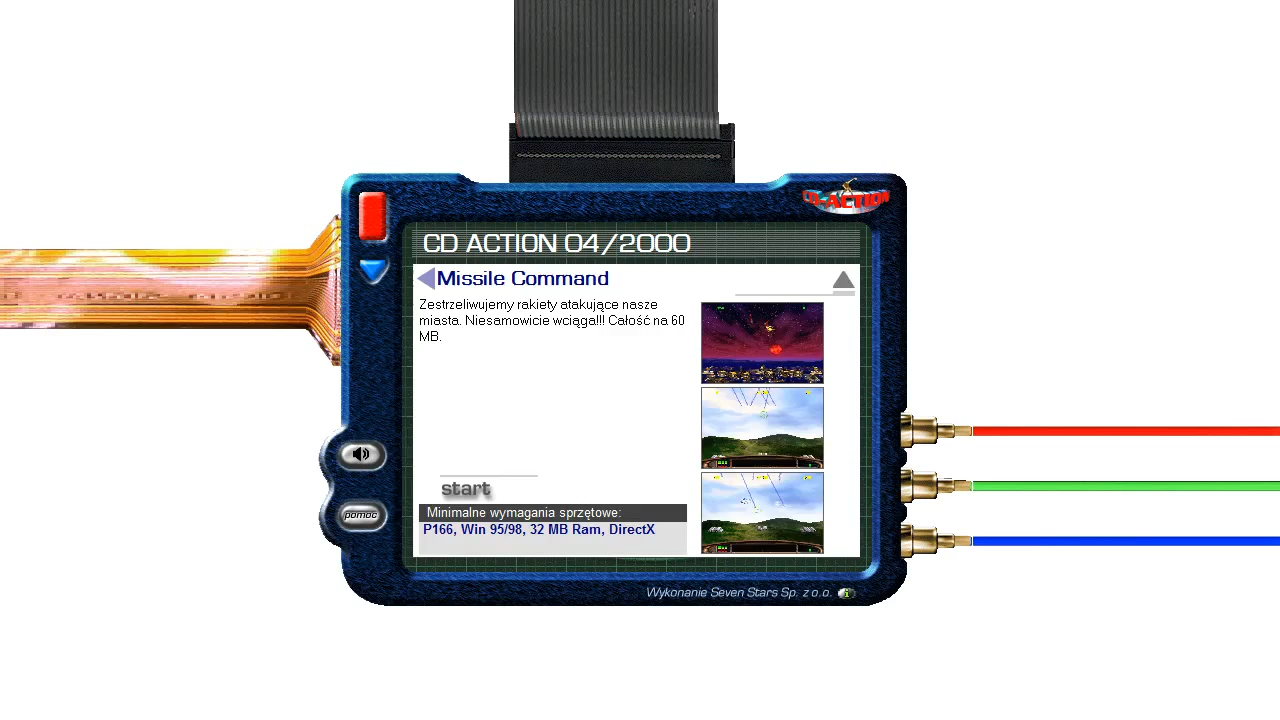 CD-ACTION
CD ACTION 04/2000
Missile Command
Zestrzeliwujemy rakiety atakujące nasze
miasta. Niesamowicie wciąga!!! Całość na 60
MB.
start
Minimalne wymagania sprzętowe:
P166, Win 95/98, 32 MB Ram, DirectX
pomoc
Wykonanie Seven Stars Sp. z o.o.
i